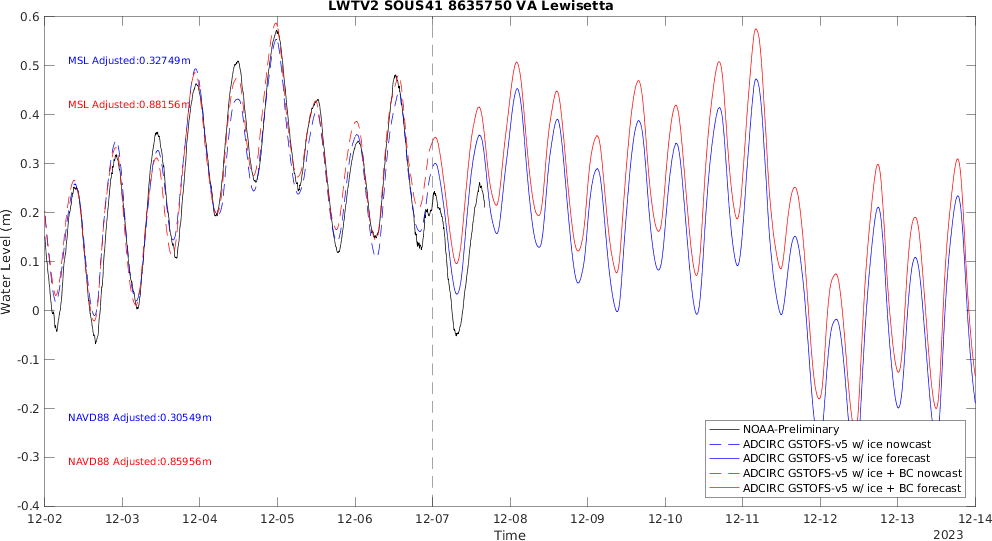 LWTV2 SOUS41 8635750 VA Lewisetta
0.6
0.5
0.4
0.3
0.2
0.1
0
-0.1
-0.2
-0.3
-0.4
Water Level (m)
MSL Adjusted:0.32749m
MSL Adjusted:0.88156m
NAVD88 Adjusted:0.30549m
NAVD88 Adjusted:0.85956m
NOAA-Preliminary
ADCIRC GSTOFS-v5 w/ ice nowcast
ADCIRC GSTOFS-v5 w/ ice forecast
ADCIRC GSTOFS-v5 w/ ice + BC nowcast
ADCIRC GSTOFS-v5 w/ ice + BC forecast
12-02 12-03 12-04 12-05 12-06 12-07 12-08 12-09 12-10 12-11 12-12 12-13 12-14
Time
2023